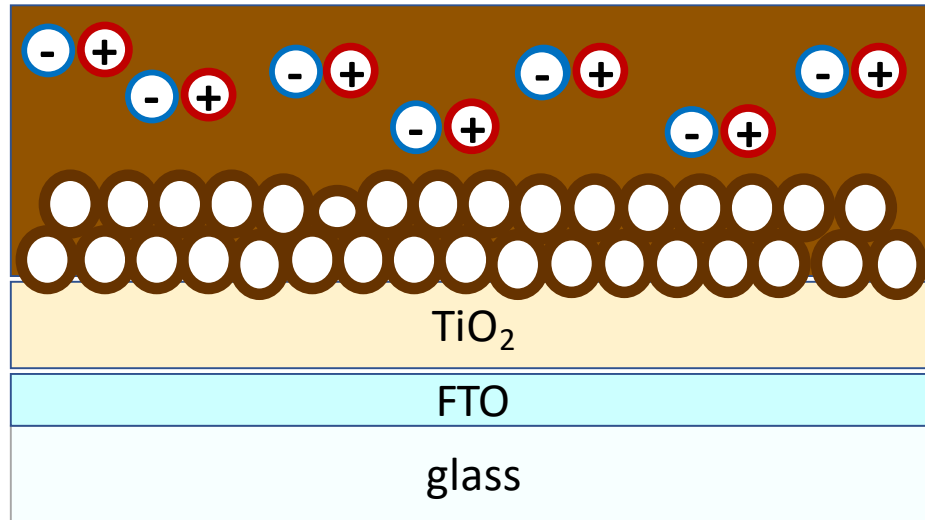 - + - + - + - +
- + - + - +
TiO₂
FTO
glass